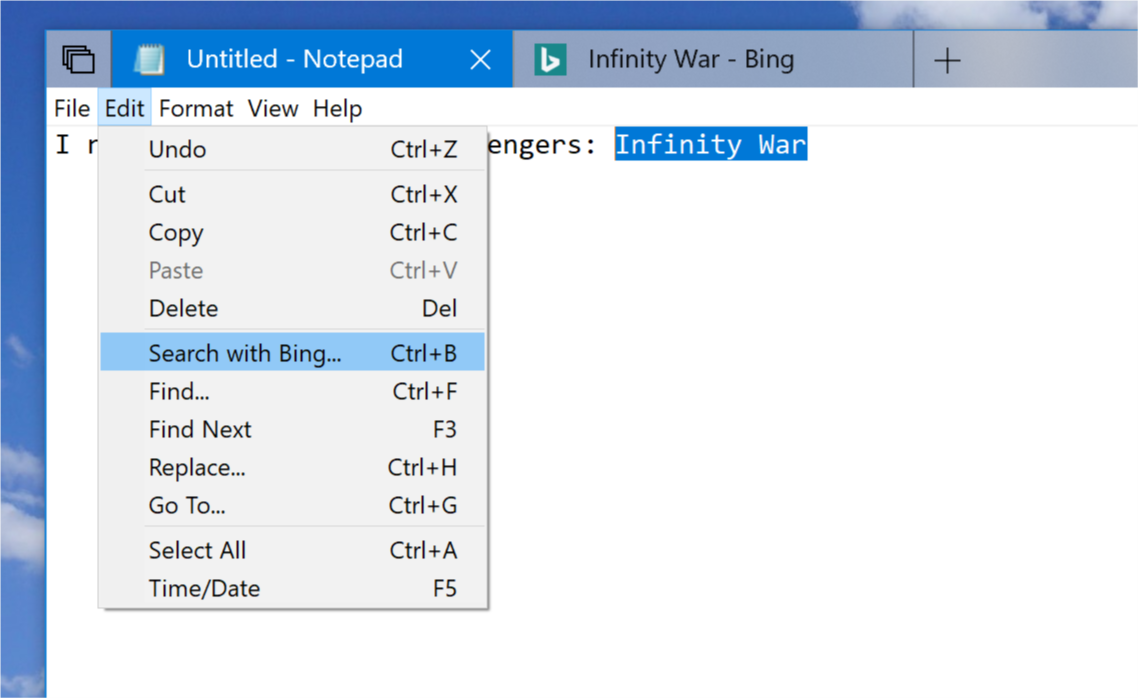 Untitled - Notepad
Infinity War - Bing
File Edit Format View Help
I engers: Infinity War
Undo Ctrl+Z
Cut Ctrl+X
Copy Ctrl+C
Paste Ctrl+V
Delete Del
Search with Bing... Ctrl+B
Find... Ctrl+F
Find Next F3
Replace... Ctrl+H
Go To... Ctrl+G
Select All Ctrl+A
Time/Date F5